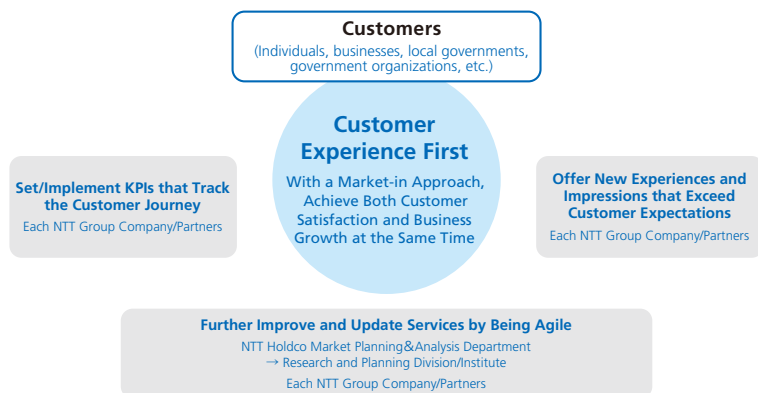 Customers
(Individuals, businesses, local governments,
government organizations, etc.)
Customer
Experience First
With a Market-in Approach,
Achieve Both Customer
Satisfaction and Business
Growth at the Same Time
Set/Implement KPIs that Track
the Customer Journey
Each NTT Group Company/Partners
Offer New Experiences and
Impressions that Exceed
Customer Expectations
Each NTT Group Company/Partners
Further Improve and Update Services by Being Agile
NTT Holdco Market Planning&Analysis Department
→ Research and Planning Division/Institute
Each NTT Group Company/Partners